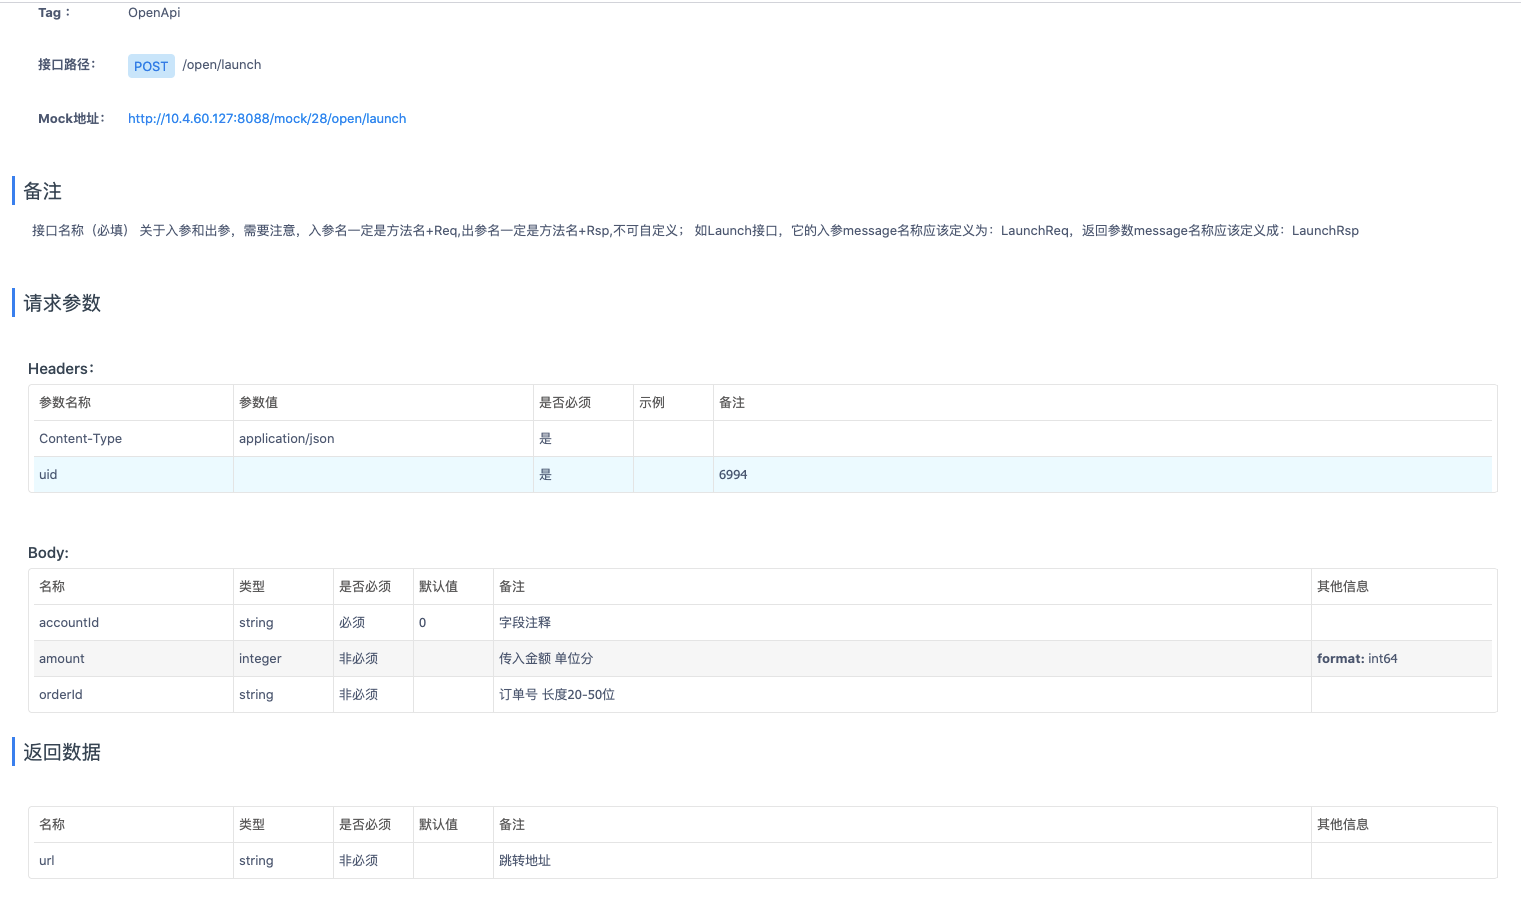 Tag： OpenApi
接口路径： POST /open/launch
Mock地址： http://10.4.60.127:8088/mock/28/open/launch
备注
接口名称（必填） 关于入参和出参，需要注意，入参名一定是方法名+Req,出参名一定是方法名+Rsp,不可自定义； 如Launch接口，它的入参message名称应该定义为：LaunchReq，返回参数message名称应该定义成：LaunchRsp
请求参数
Headers：
参数名称 参数值 是否必须 示例 备注
Content-Type application/json 是
uid 是 6994
Body:
名称 类型 是否必须 默认值 备注 其他信息
accountId string 必须 0 字段注释
amount integer 非必须 传入金额 单位分 format: int64
orderId string 非必须 订单号 长度20-50位
返回数据
名称 类型 是否必须 默认值 备注 其他信息
url string 非必须 跳转地址